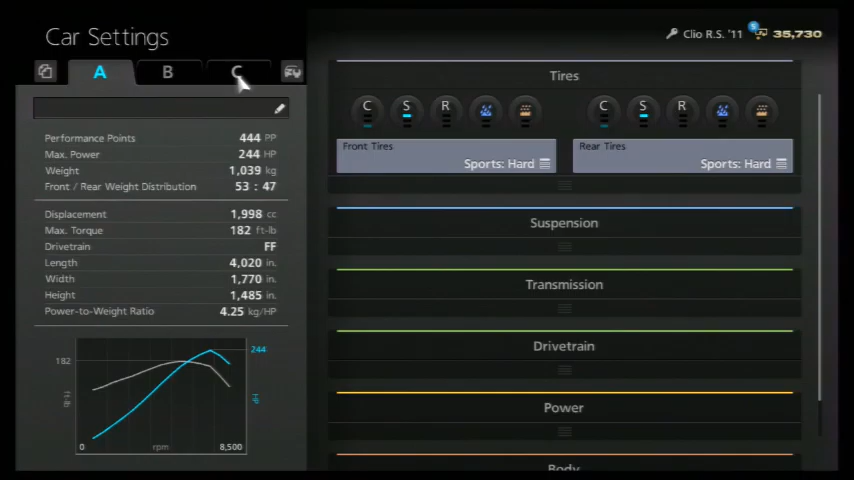 Car Settings
Clio R.S. '11
S
35,730
A
B
C
Performance Points 444 PP
Max. Power 244 HP
Weight 1,039 kg
Front / Rear Weight Distribution 53 : 47
Displacement 1,998 cc
Max. Torque 182 ft-lb
Drivetrain FF
Length 4,020 in.
Width 1,770 in.
Height 1,485 in.
Power-to-Weight Ratio 4.25 kg/HP
244
182
ft-lb
HP
0 rpm 8,500
Tires
C S R
C S R
Front Tires
Sports: Hard
Rear Tires
Sports: Hard
Suspension
Transmission
Drivetrain
Power
Body